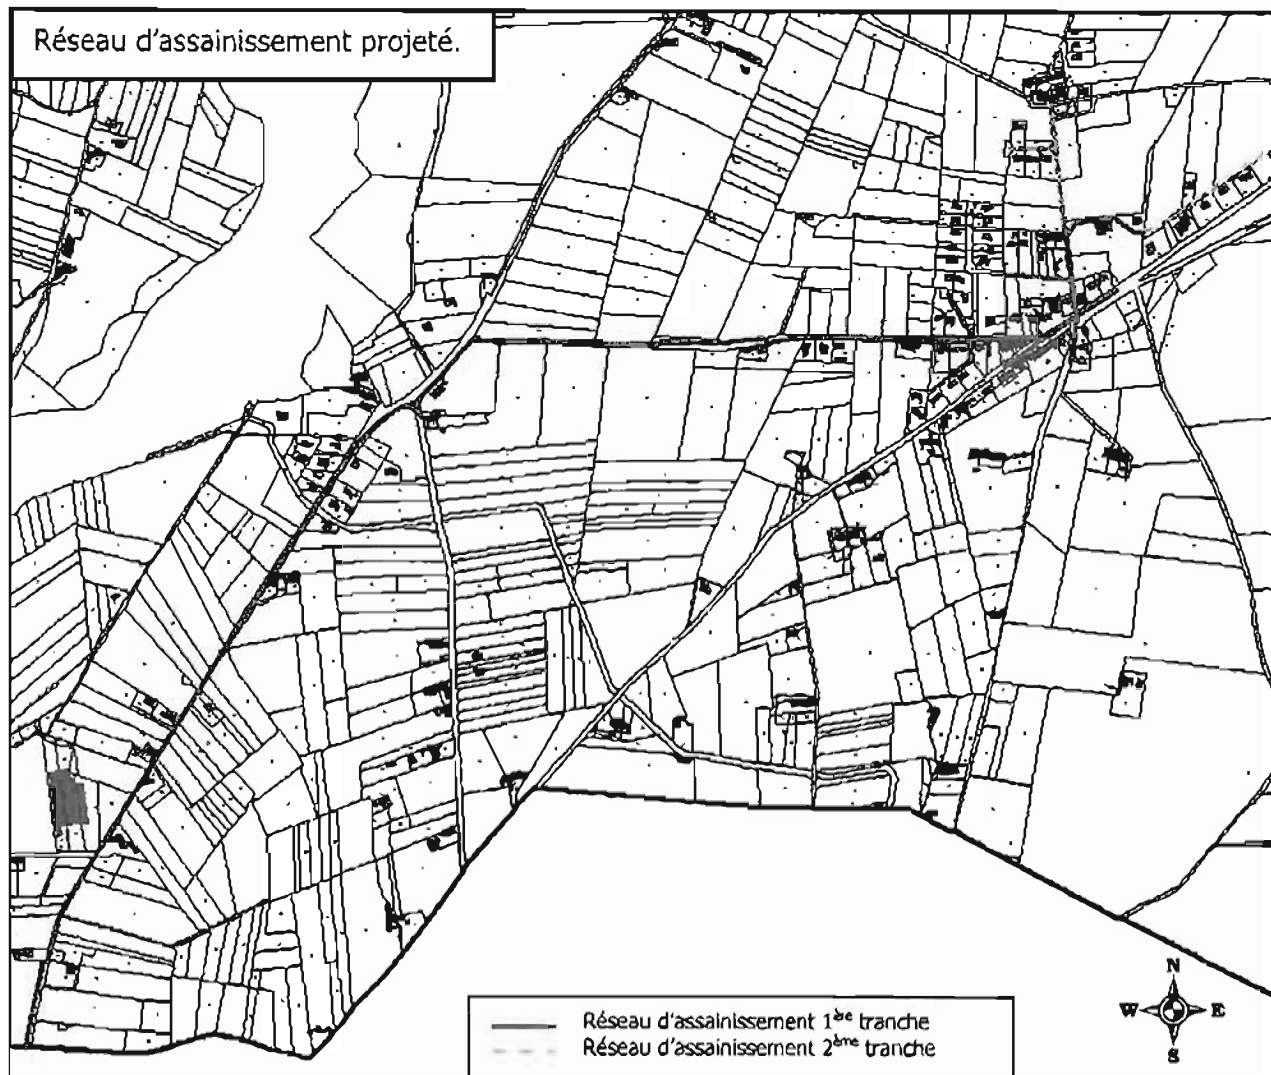 Réseau d'assainissement projeté.
N
W E
S
Réseau d'assainissement 1ère tranche
Réseau d'assainissement 2ème tranche